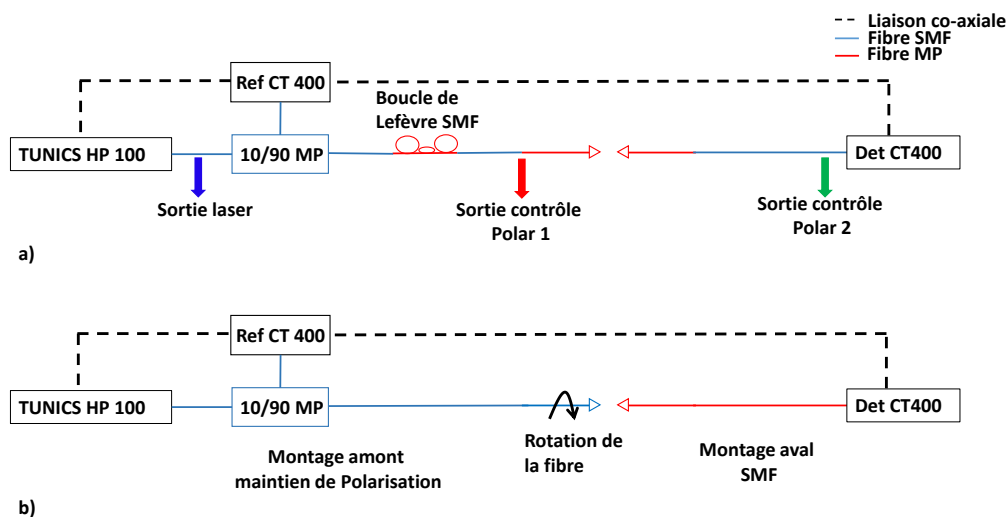 Liaison co-axiale
Fibre SMF
Fibre MP
Ref CT 400
Boucle de
Lefèvre SMF
TUNICS HP 100
10/90 MP
Det CT400
Sortie laser
Sortie contrôle
Polar 1
Sortie contrôle
Polar 2
a)
Ref CT 400
TUNICS HP 100
10/90 MP
Det CT400
Rotation de
la fibre
Montage amont
maintien de Polarisation
Montage aval
SMF
b)